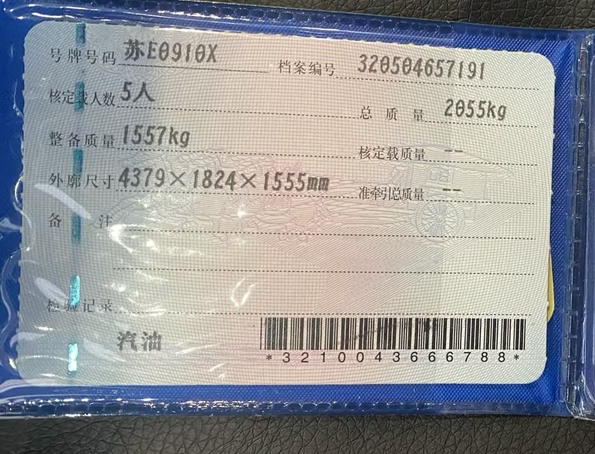 号牌号码 苏E0910X 档案编号 320504657191
核定载人数 5人 总质量 2055kg
整备质量 1557kg 核定载质量 --
外廓尺寸 4379×1824×1555mm 准牵引总质量 --
备注
检验记录
汽油
*3210043666788*